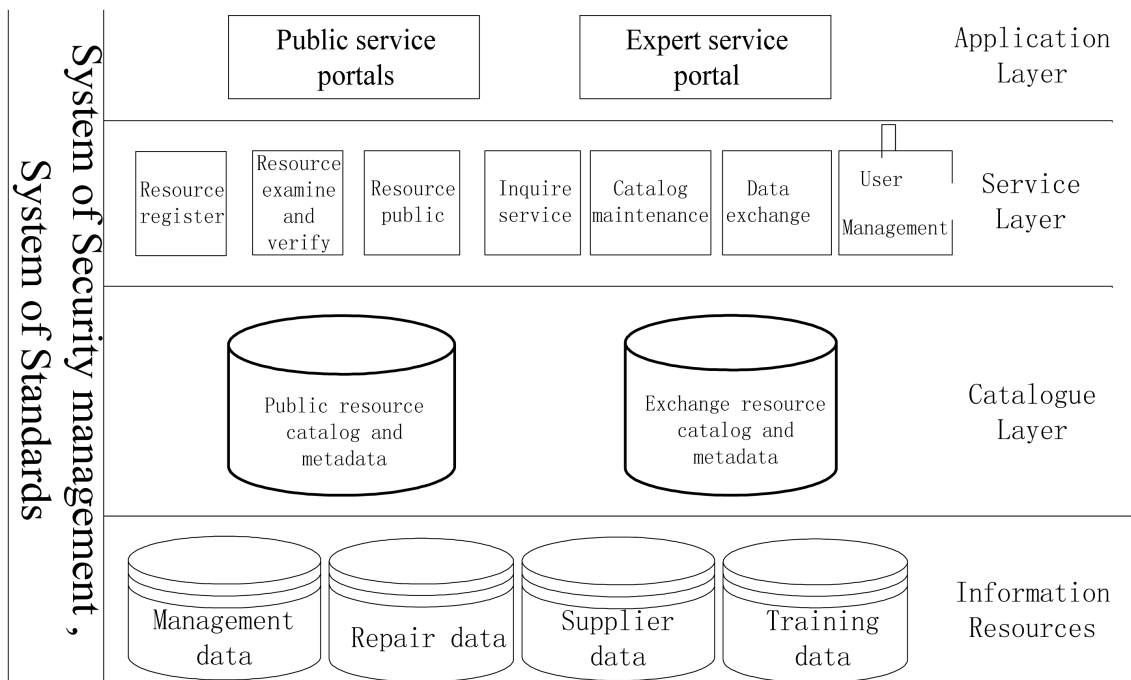 System of Security management ,
System of Standards
Public service
portals
Expert service
portal
Application
Layer
Resource
register
Resource
examine
and
verify
Resource
public
Inquire
service
Catalog
maintenance
Data
exchange
User
Management
Service
Layer
Public resource
catalog and
metadata
Exchange resource
catalog and
metadata
Catalogue
Layer
Management
data
Repair data
Supplier
data
Training
data
Information
Resources